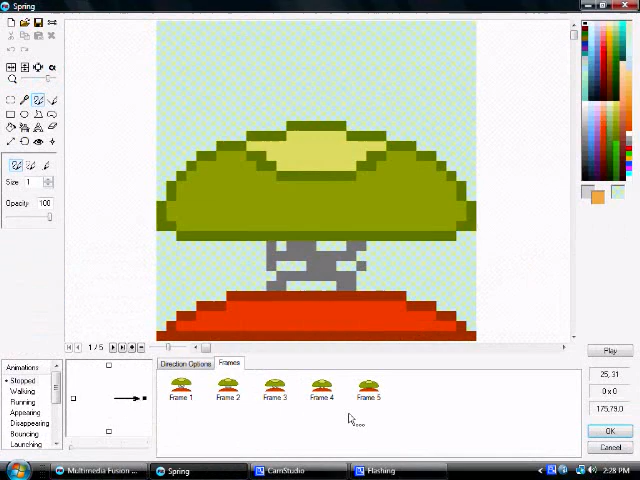 Spring
Size: 1
Opacity: 100
1 / 5
Play
Direction Options
Frames
Animations
Stopped
Walking
Running
Appearing
Disappearing
Bouncing
Launching
Frame 1
Frame 2
Frame 3
Frame 4
Frame 5
25, 31
0 x 0
175,79,0
OK
Cancel
Multimedia Fusion ...
Spring
CamStudio
Flashing
2:28 PM